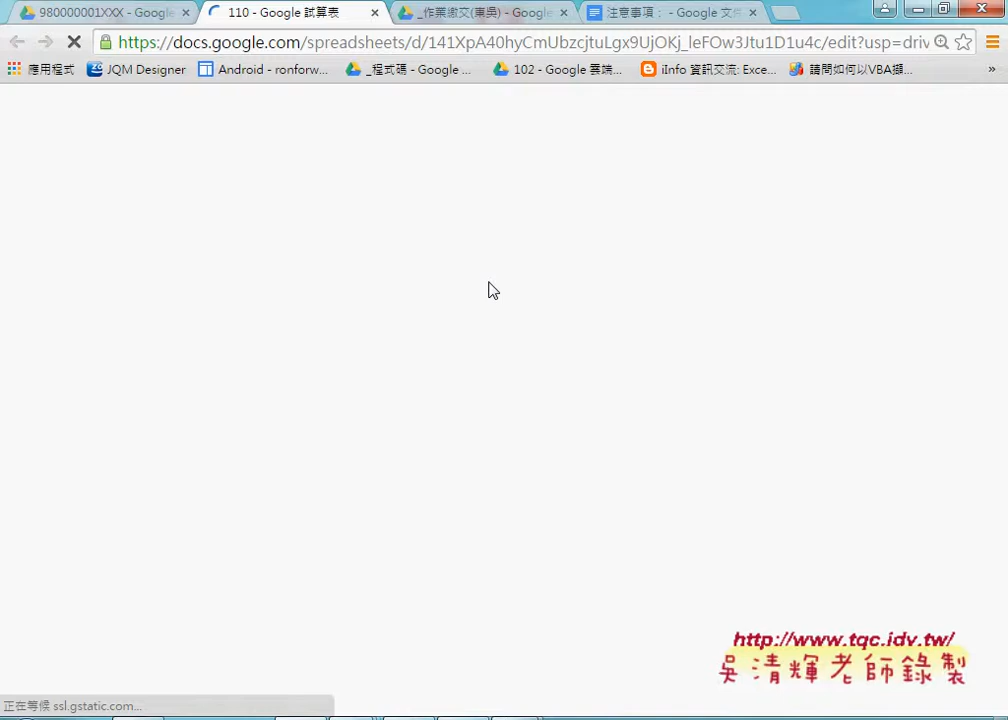 980000001XXX - Google
110 - Google 試算表
_作業繳交(東吳) - Google
注意事項： - Google 文件
https://docs.google.com/spreadsheets/d/141XpA40hyCmUbzcjtuLgx9UjOKj_leFOw3Jtu1D1u4c/edit?usp=driv
應用程式
JQM Designer
Android - ronforw...
_程式碼 - Google ...
102 - Google 雲端...
iInfo 資訊交流: Exce...
請問如何以VBA擷...
»
http://www.tqc.idv.tw/
吳清輝老師錄製
正在等候 ssl.gstatic.com...